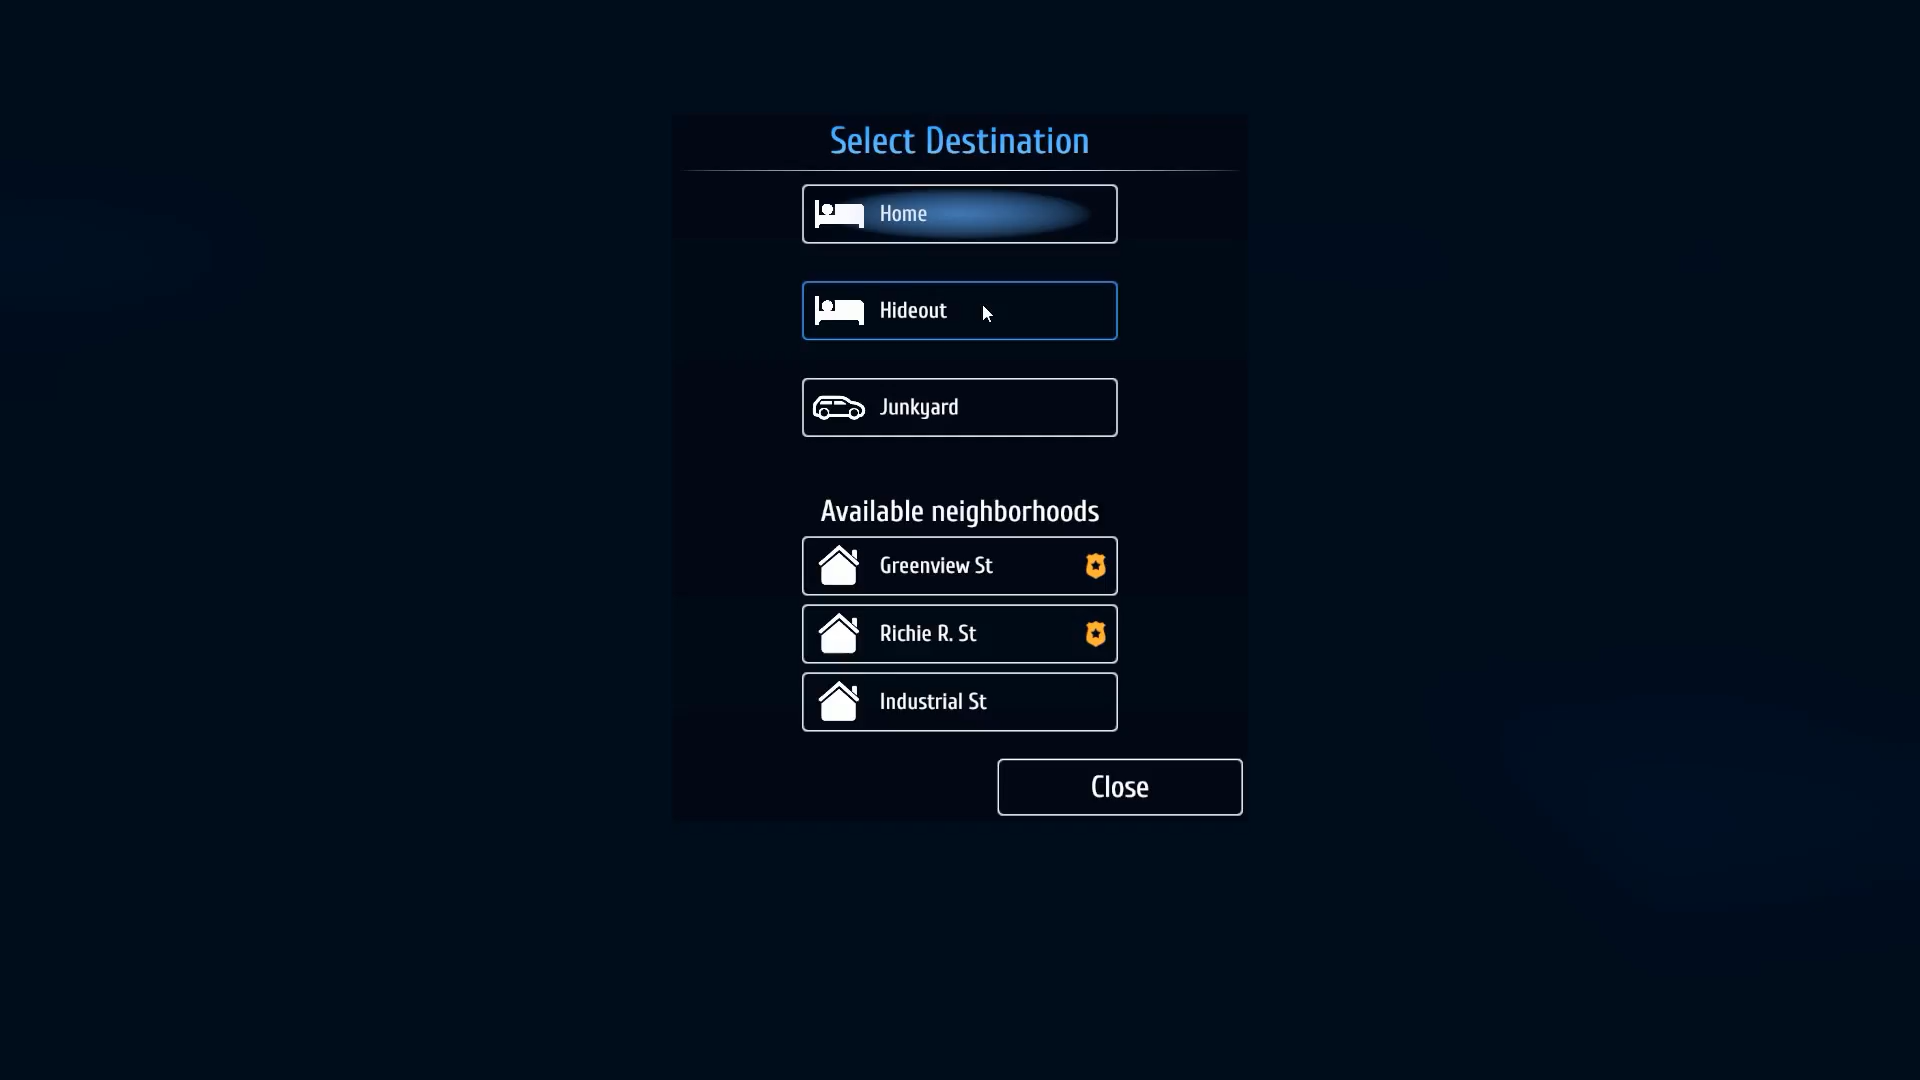 Select Destination
Home
Hideout
Junkyard
Available neighborhoods
Greenview St
Richie R. St
Industrial St
Close